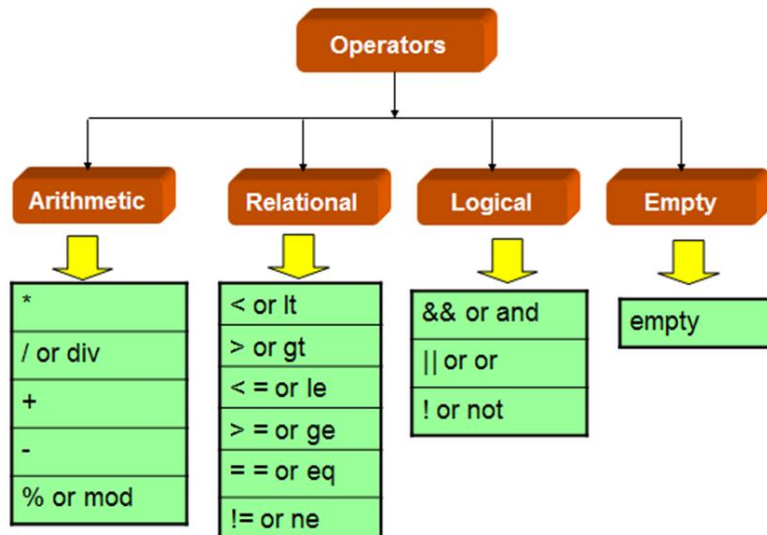 Operators
Arithmetic
Relational
Logical
Empty
*
/ or div
+
-
% or mod
< or lt
> or gt
< = or le
> = or ge
= = or eq
!= or ne
&& or and
|| or or
! or not
empty